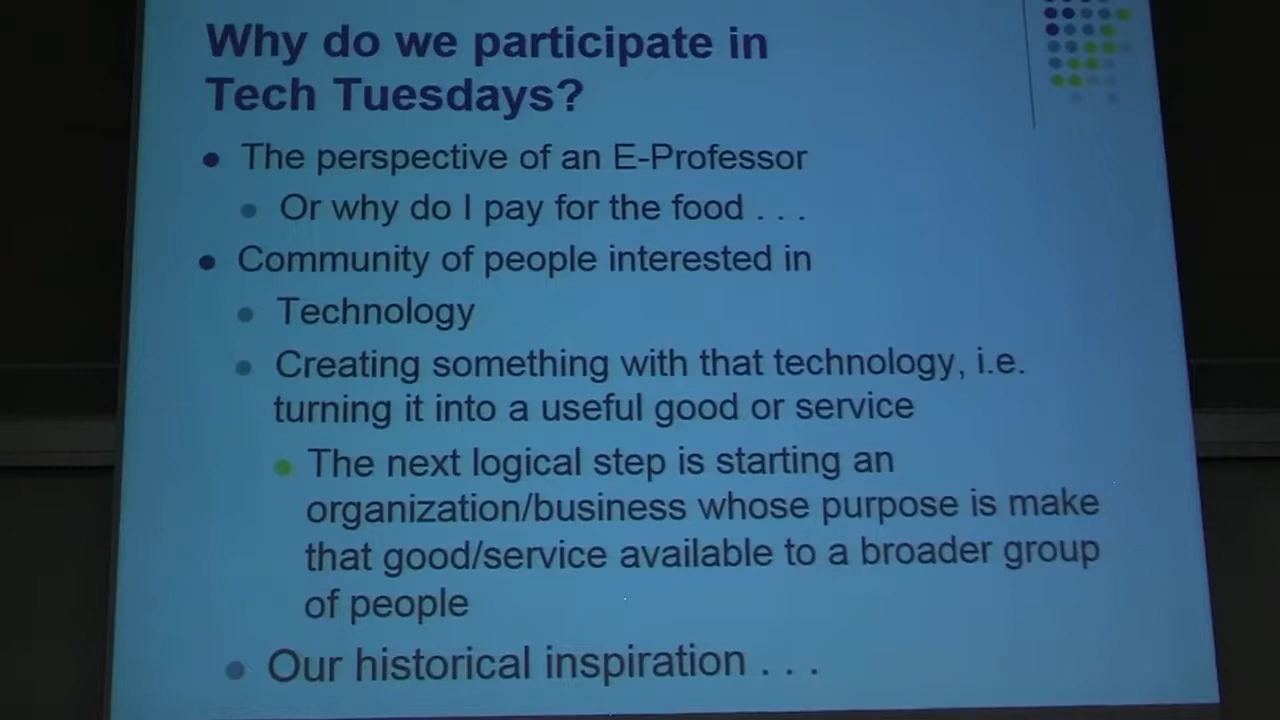 Why do we participate in
Tech Tuesdays?
The perspective of an E-Professor
Or why do I pay for the food . . .
Community of people interested in
Technology
Creating something with that technology, i.e.
turning it into a useful good or service
The next logical step is starting an
organization/business whose purpose is make
that good/service available to a broader group
of people
Our historical inspiration . . .